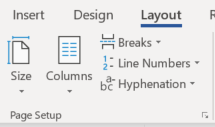 Insert Design Layout R
Breaks
Line Numbers
Size Columns Hyphenation
Page Setup